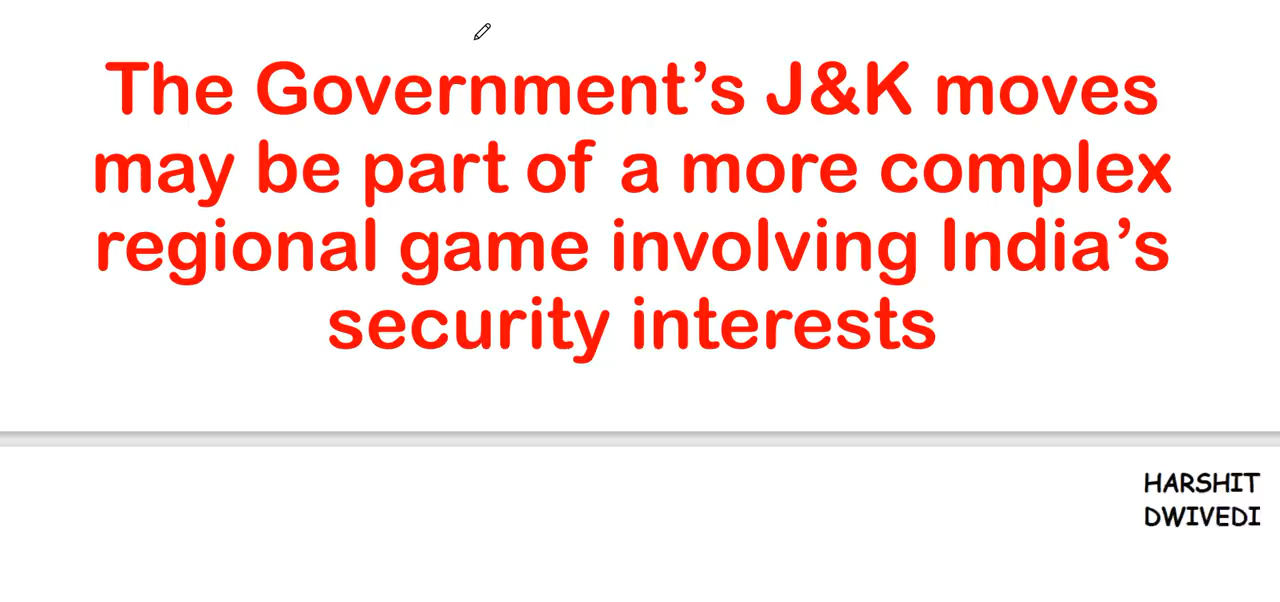 The Government’s J&K moves
may be part of a more complex
regional game involving India’s
security interests
HARSHIT
DWIVEDI